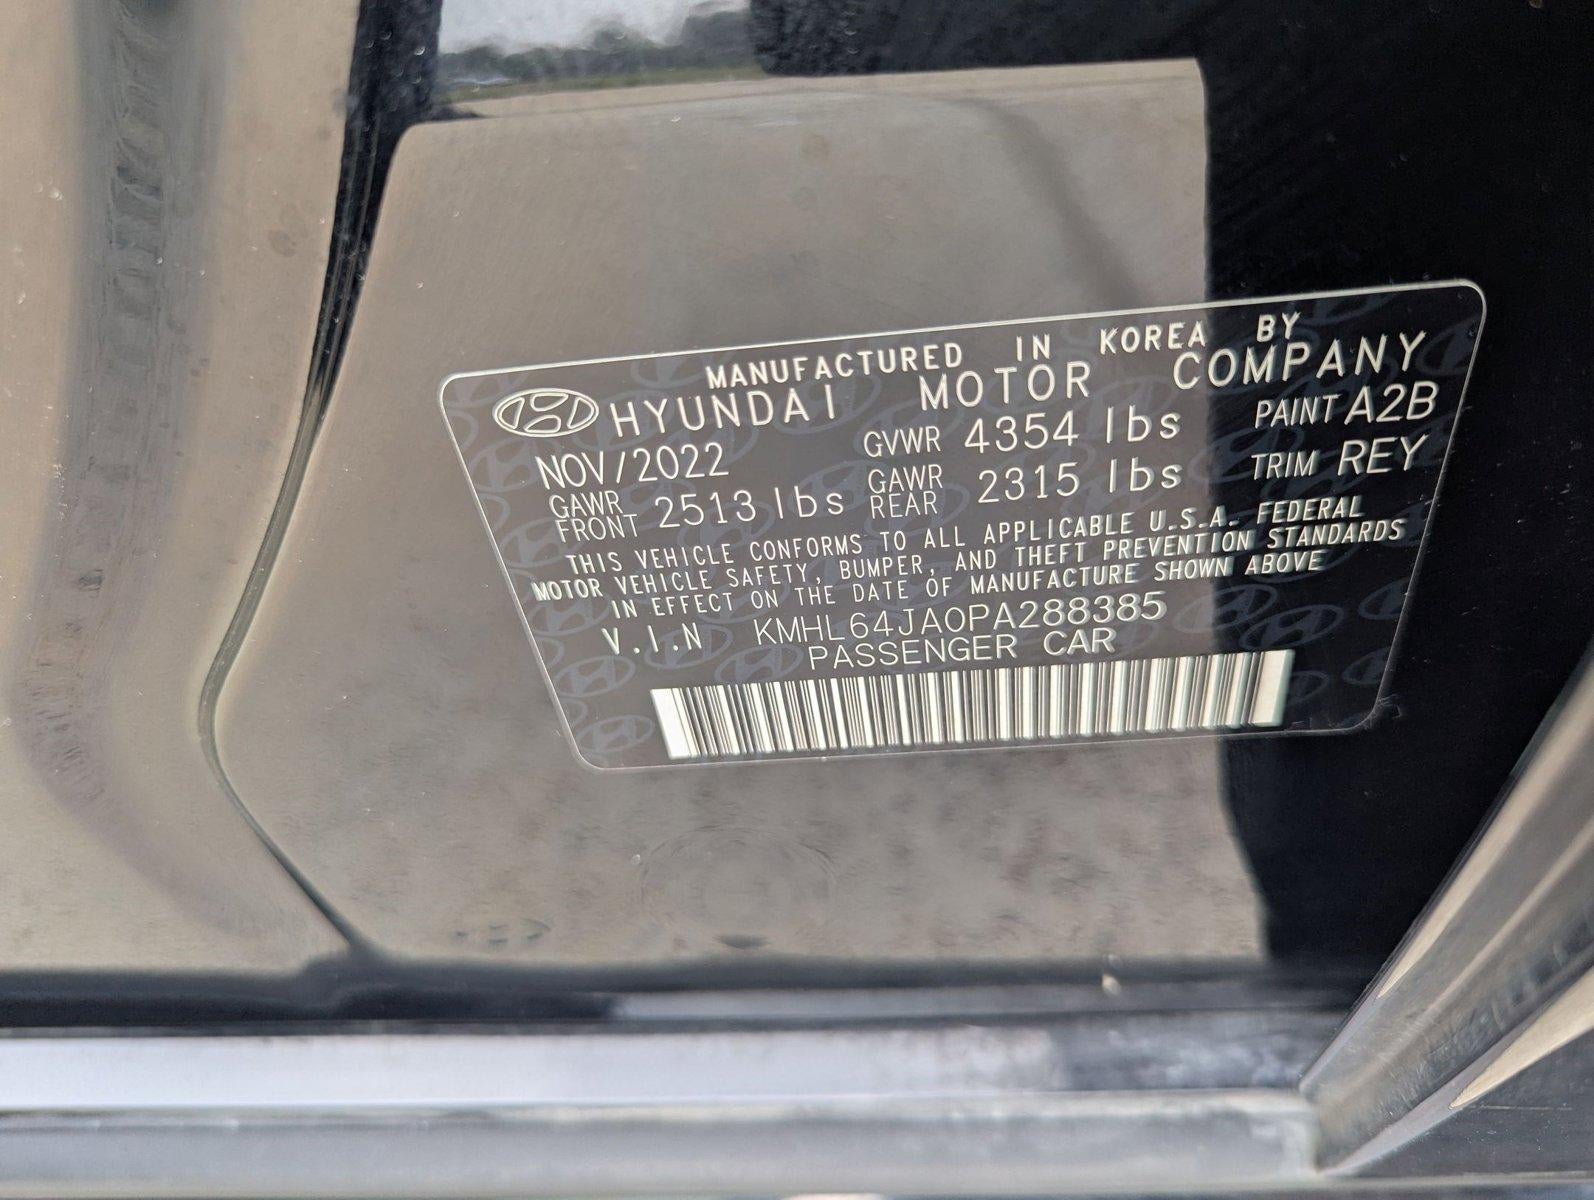 MANUFACTURED IN KOREA BY
HYUNDAI MOTOR COMPANY
NOV/2022 GVWR 4354 lbs PAINT A2B
GAWR FRONT 2513 lbs GAWR REAR 2315 lbs TRIM REY
THIS VEHICLE CONFORMS TO ALL APPLICABLE U.S.A. FEDERAL
MOTOR VEHICLE SAFETY, BUMPER, AND THEFT PREVENTION STANDARDS
IN EFFECT ON THE DATE OF MANUFACTURE SHOWN ABOVE
V.I.N KMHL64JA0PA288385
PASSENGER CAR